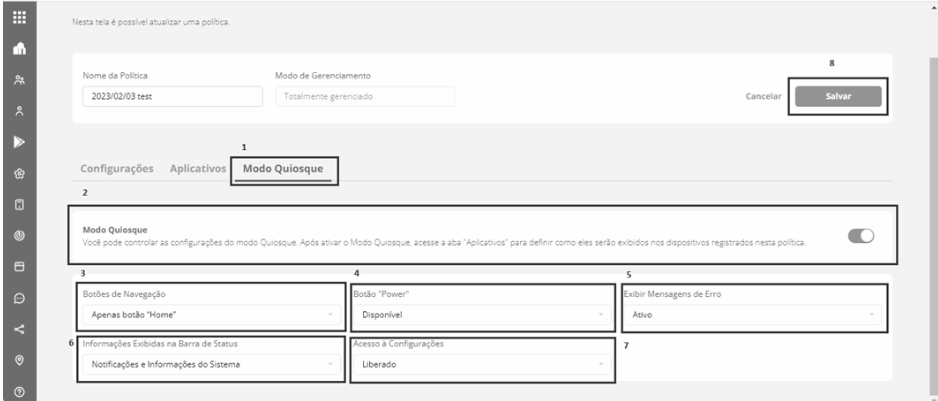 Nesta tela é possível atualizar uma política.
8
Nome da Política
Modo de Gerenciamento
2023/02/03 test
Totalmente gerenciado
Cancelar
Salvar
1
Configurações
Aplicativos
Modo Quiosque
2
Modo Quiosque
Você pode controlar as configurações do modo Quiosque. Após ativar o Modo Quiosque, acesse a aba "Aplicativos" para definir como eles serão exibidos nos dispositivos registrados nesta política.
3
4
5
Botões de Navegação
Botão "Power"
Exibir Mensagens de Erro
Apenas botão "Home"
Disponível
Ativo
6
Informações Exibidas na Barra de Status
Acesso à Configurações
7
Notificações e Informações do Sistema
Liberado